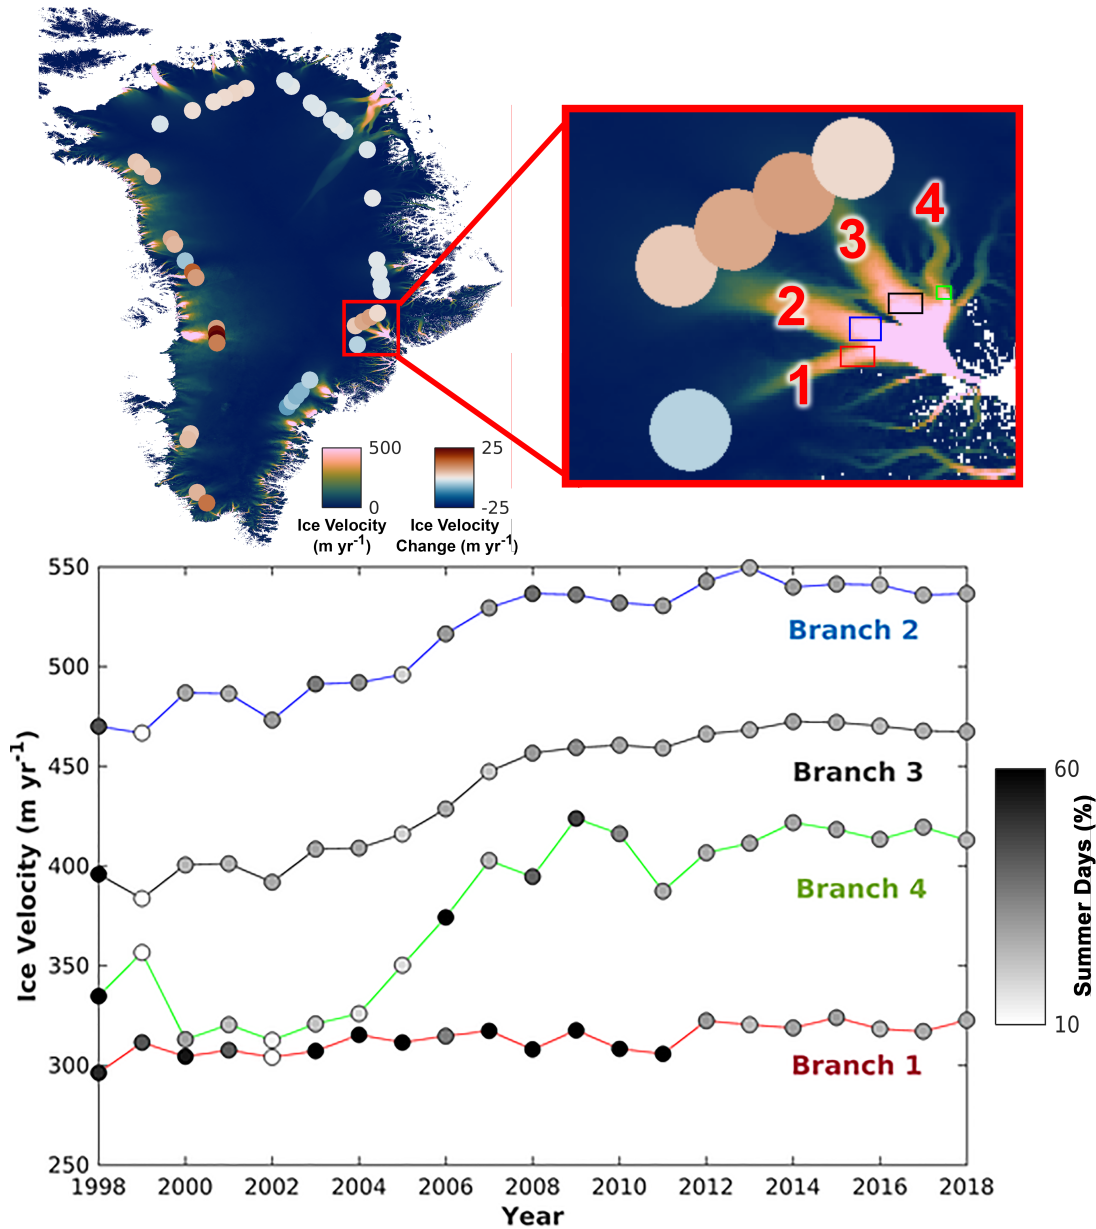 4
3
2
1
500
0
Ice Velocity
(m yr-1)
25
-25
Ice Velocity
Change (m yr-1)
550
500
450
400
350
300
250
Ice Velocity (m yr-1)
Branch 2
Branch 3
Branch 4
Branch 1
60
10
Summer Days (%)
1998 2000 2002 2004 2006 2008 2010 2012 2014 2016 2018
Year